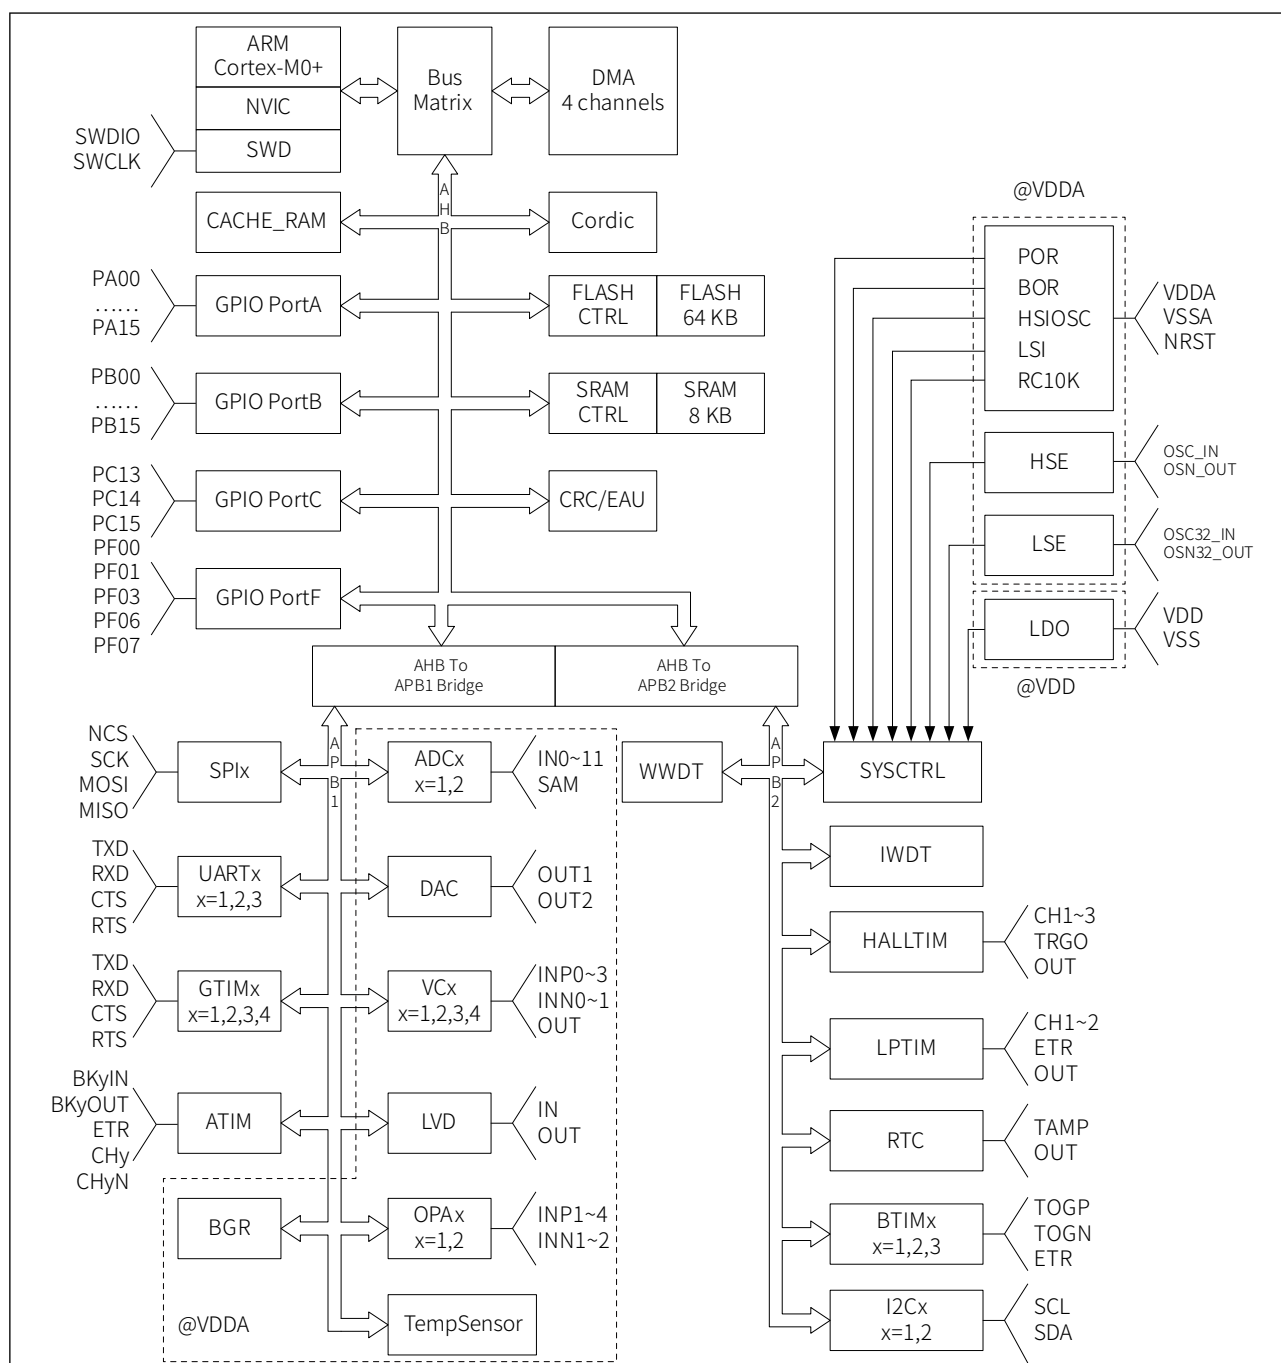 ARM
Cortex-M0+
NVIC
SWD
SWDIO
SWCLK
Bus
Matrix
DMA
4 channels
AHB
CACHE_RAM
Cordic
PA00
......
PA15
GPIO PortA
FLASH
CTRL
FLASH
64 KB
PB00
......
PB15
GPIO PortB
SRAM
CTRL
SRAM
8 KB
PC13
PC14
PC15
GPIO PortC
CRC/EAU
PF00
PF01
PF03
PF06
PF07
GPIO PortF
@VDDA
POR
BOR
HSIOSC
LSI
RC10K
VDDA
VSSA
NRST
HSE
OSC_IN
OSN_OUT
LSE
OSC32_IN
OSN32_OUT
LDO
VDD
VSS
@VDD
AHB To
APB1 Bridge
AHB To
APB2 Bridge
APB1
NCS
SCK
MOSI
MISO
SPIx
ADCx
x=1,2
IN0~11
SAM
TXD
RXD
CTS
RTS
UARTx
x=1,2,3
DAC
OUT1
OUT2
TXD
RXD
CTS
RTS
GTIMx
x=1,2,3,4
VCx
x=1,2,3,4
INP0~3
INN0~1
OUT
BKyIN
BKyOUT
ETR
CHy
CHyN
ATIM
LVD
IN
OUT
BGR
OPAx
x=1,2
INP1~4
INN1~2
@VDDA
TempSensor
APB2
WWDT
SYSCTRL
IWDT
HALLTIM
CH1~3
TRGO
OUT
LPTIM
CH1~2
ETR
OUT
RTC
TAMP
OUT
BTIMx
x=1,2,3
TOGP
TOGN
ETR
I2Cx
x=1,2
SCL
SDA